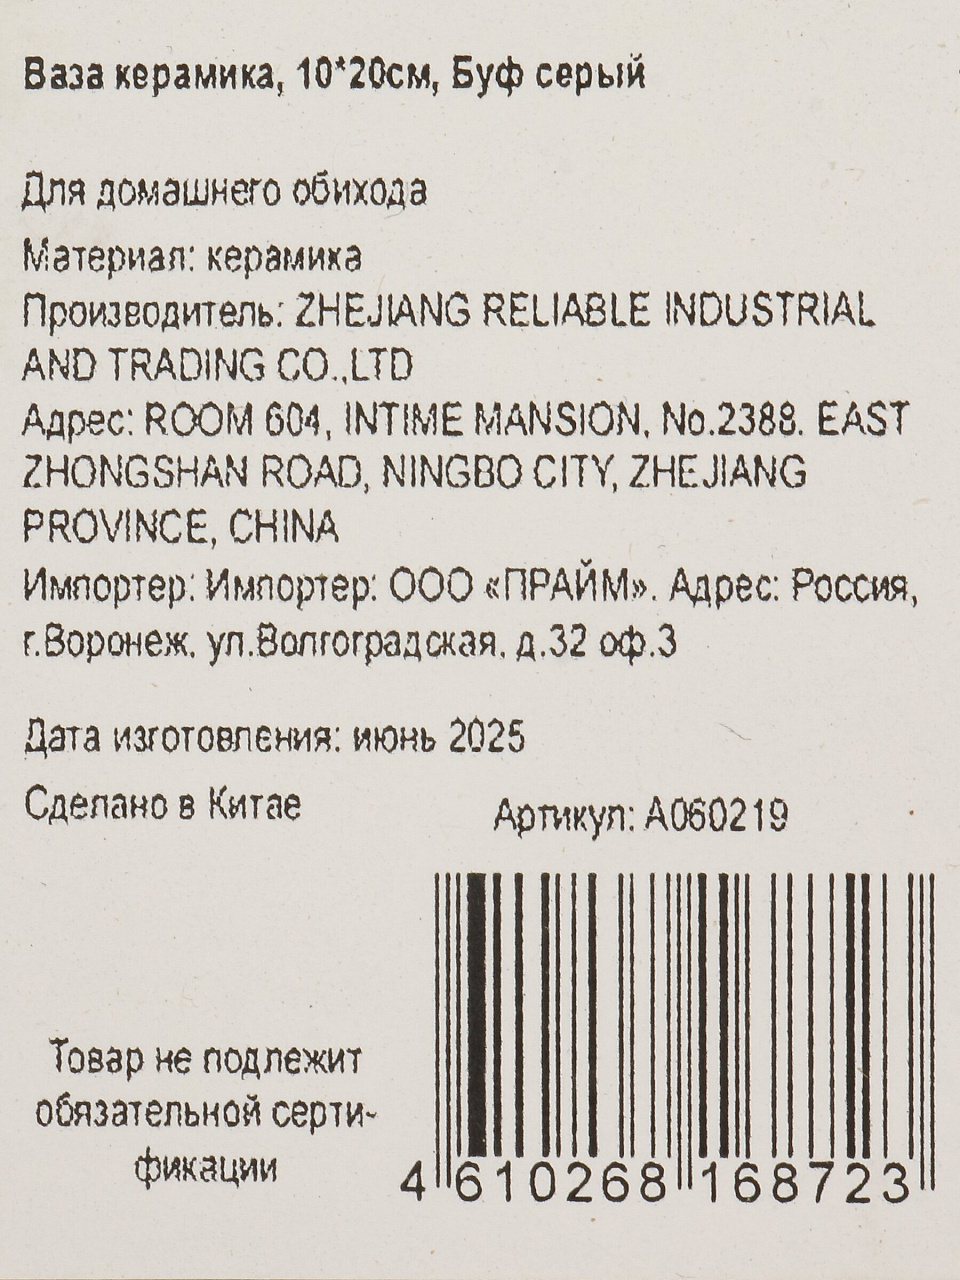 Ваза керамика, 10*20см, Буф серый
Для домашнего обихода
Материал: керамика
Производитель: ZHEJIANG RELIABLE INDUSTRIAL
AND TRADING CO.,LTD
Адрес: ROOM 604, INTIME MANSION, No.2388. EAST
ZHONGSHAN ROAD, NINGBO CITY, ZHEJIANG
PROVINCE, CHINA
Импортер: Импортер: ООО «ПРАЙМ». Адрес: Россия,
г.Воронеж, ул.Волгоградская, д.32 оф.3
Дата изготовления: июнь 2025
Сделано в Китае
Артикул: A060219
Товар не подлежит
обязательной серти-
фикации
4 610268 168723